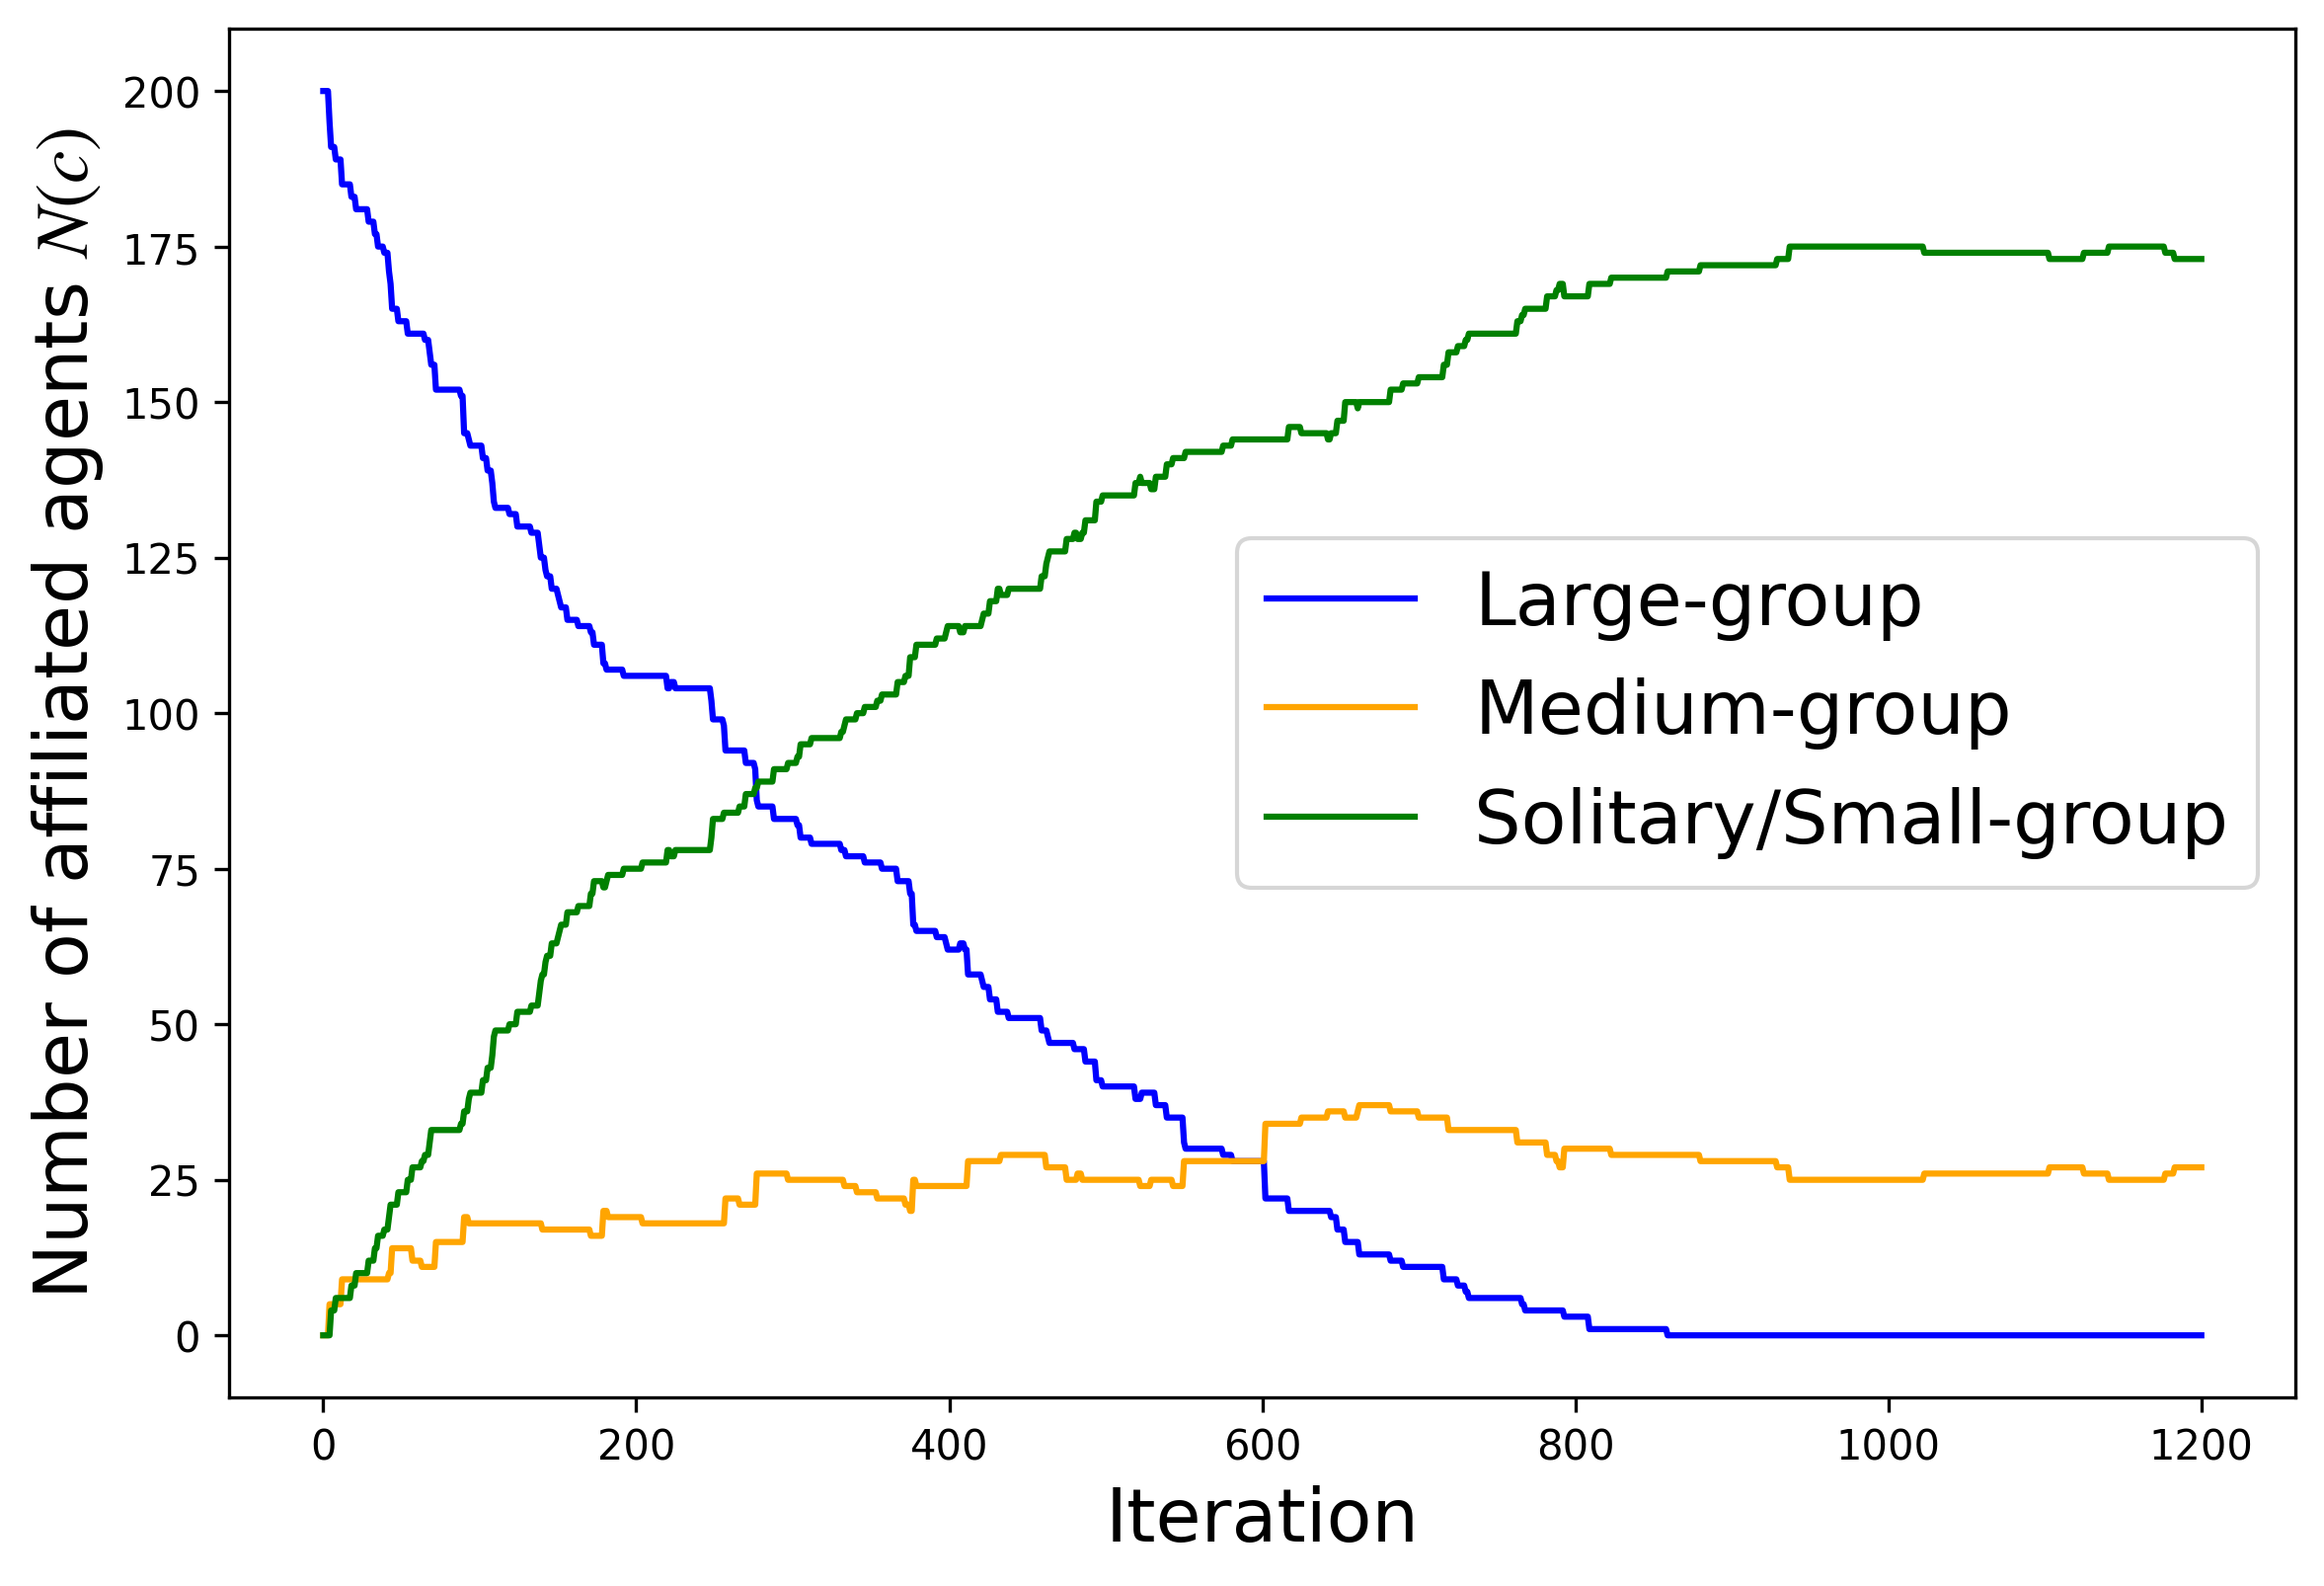 Number of affiliated agents N(c)
200
175
150
125
100
75
50
25
0
Large-group
Medium-group
Solitary/Small-group
0 200 400 600 800 1000 1200
Iteration